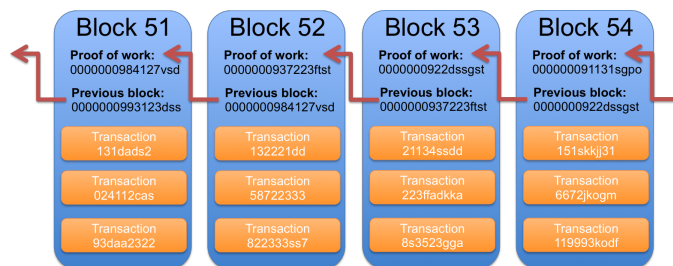 Block 51
Proof of work:
0000000984127vsd
Previous block:
0000000993123dss
Transaction
131dads2
Transaction
024112cas
Transaction
93daa2322
Block 52
Proof of work:
0000000937223ftst
Previous block:
0000000984127vsd
Transaction
132221dd
Transaction
58722333
Transaction
822333ss7
Block 53
Proof of work:
0000000922dssgst
Previous block:
0000000937223ftst
Transaction
21134ssdd
Transaction
223ffadkka
Transaction
8s3523gga
Block 54
Proof of work:
000000091131sgpo
Previous block:
0000000922dssgst
Transaction
151skkjj31
Transaction
6672jkogm
Transaction
119993kodf